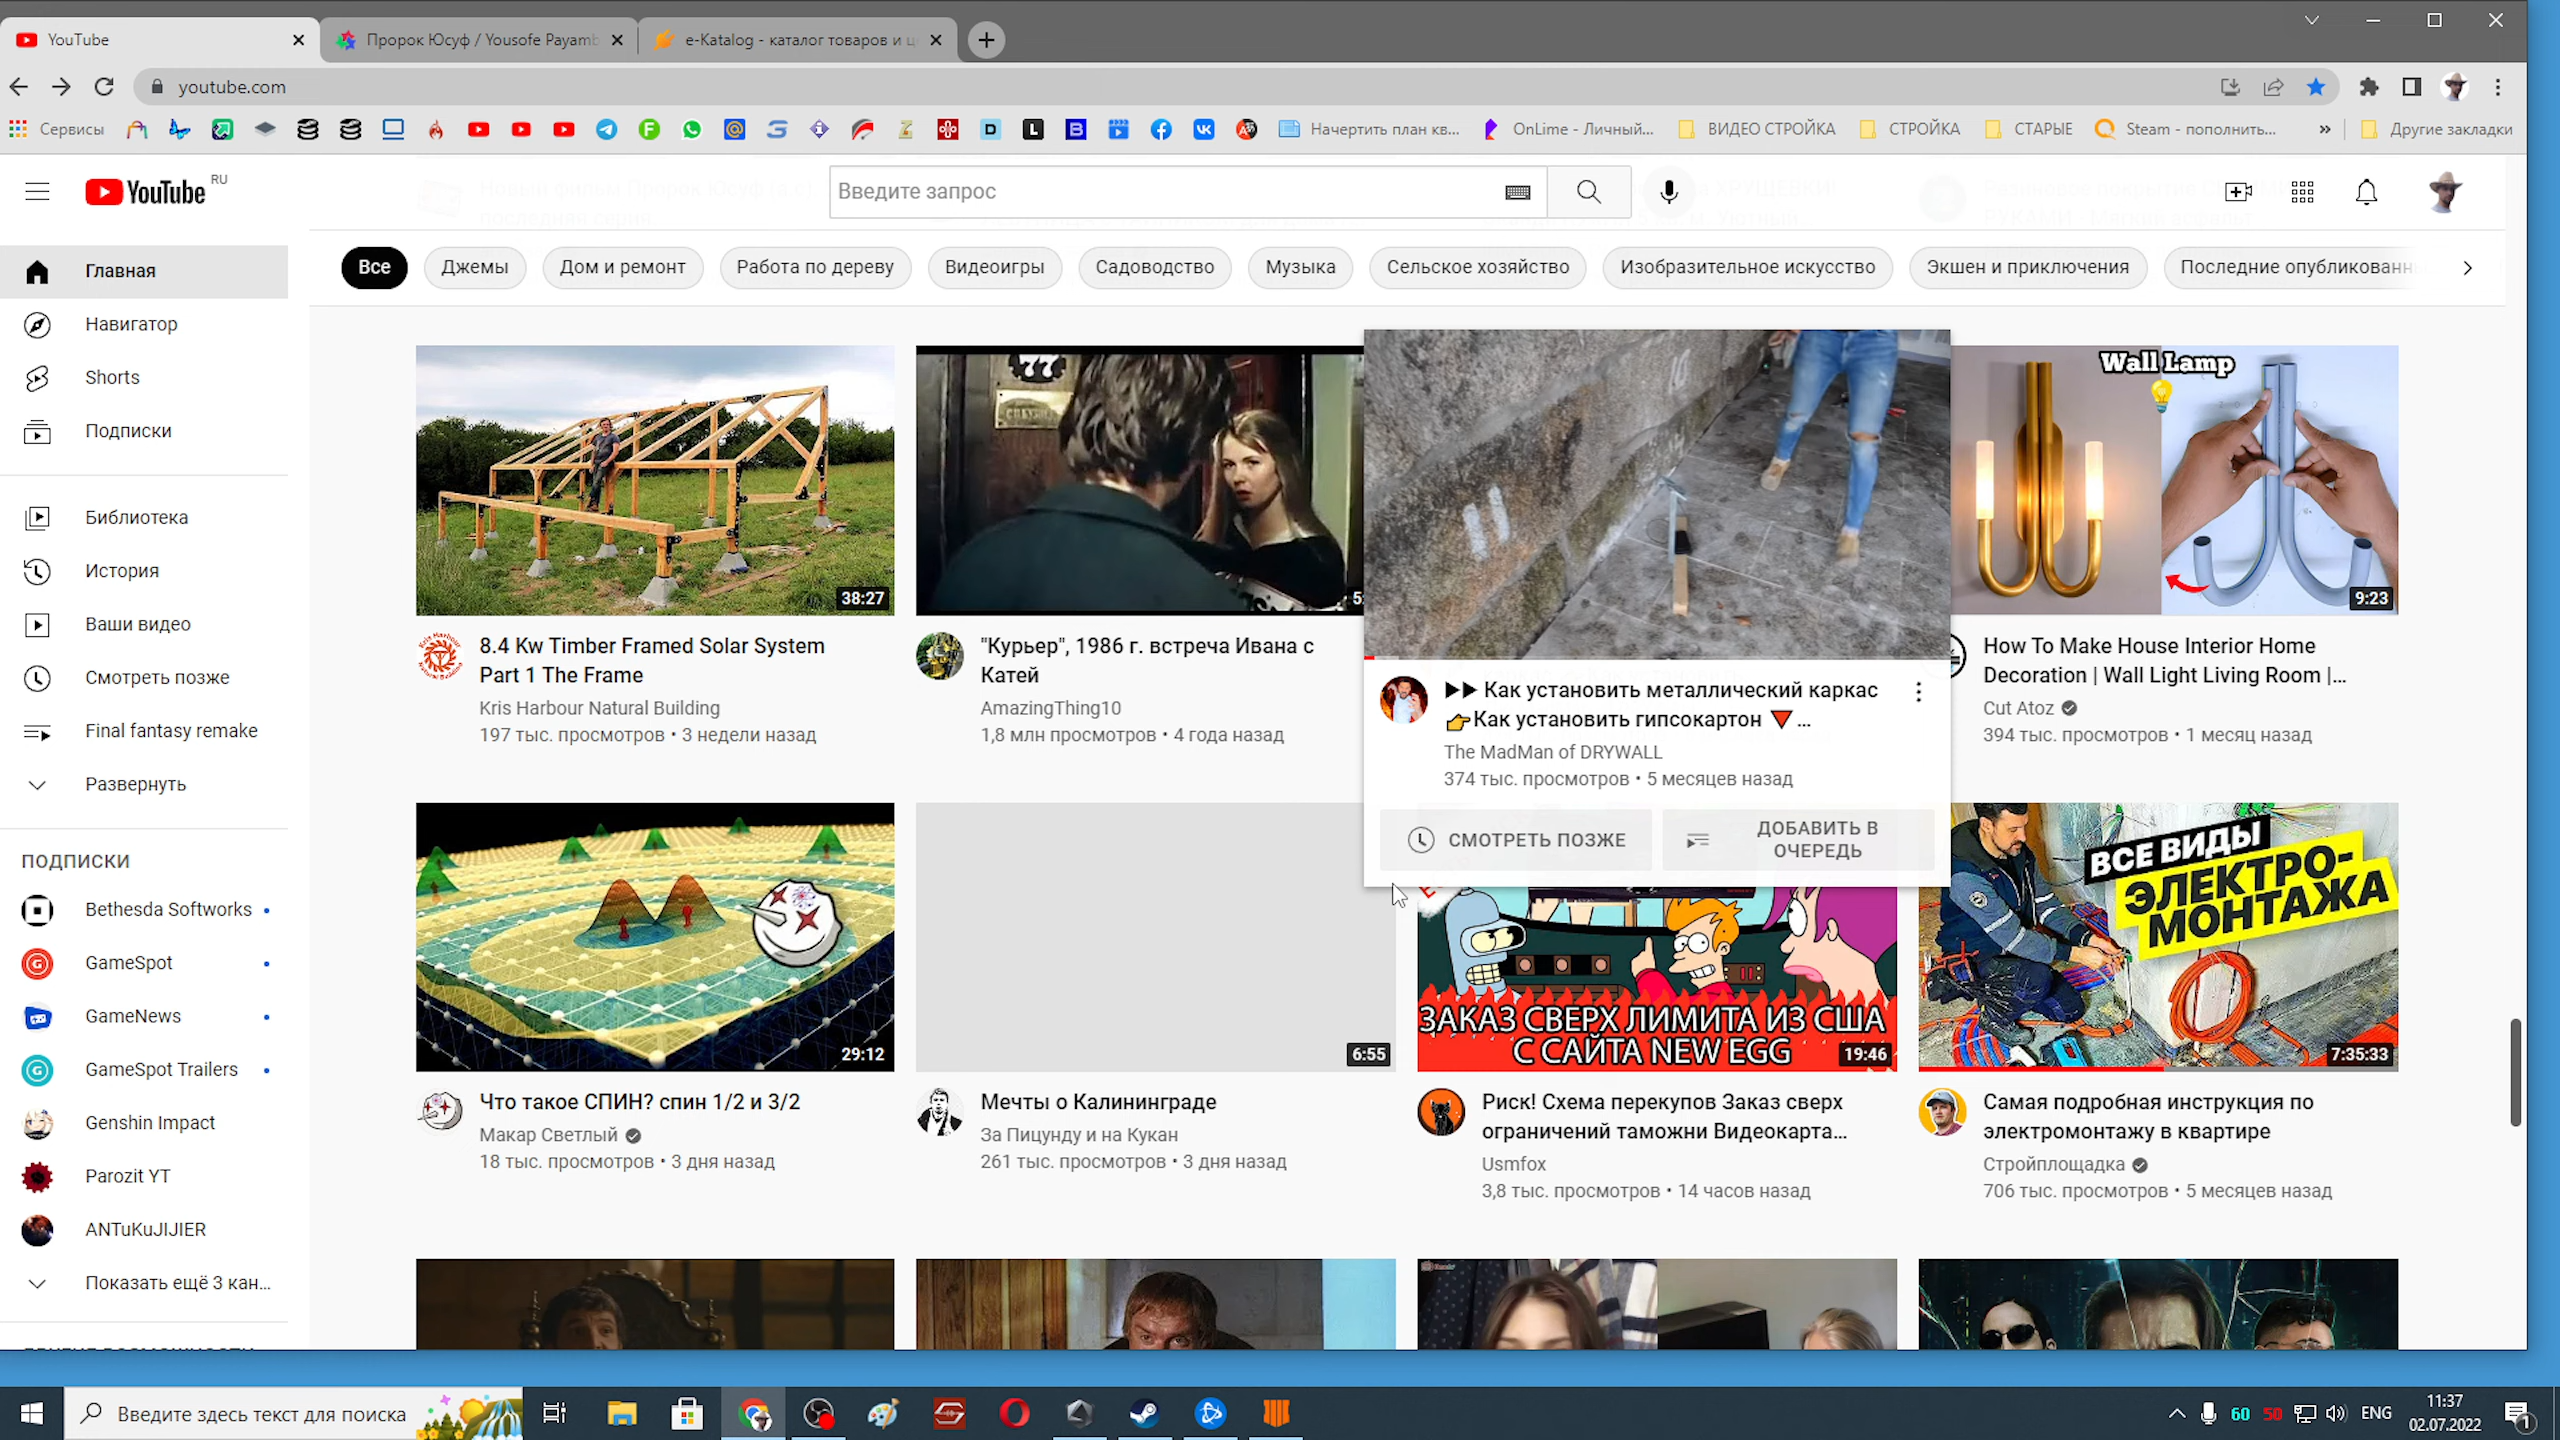 YouTube
Пророк Юсуф / Yousofe Payamb
e-Katalog - каталог товаров и ц
youtube.com
Сервисы
Начертить план кв...
OnLime - Личный...
ВИДЕО СТРОЙКА
СТРОЙКА
СТАРЫЕ
Steam - пополнить...
»
Другие закладки
YouTube RU
Введите запрос
Все
Джемы
Дом и ремонт
Работа по дереву
Видеоигры
Садоводство
Музыка
Сельское хозяйство
Изобразительное искусство
Экшен и приключения
Последние опубликованн
Главная
Навигатор
Shorts
Подписки
Библиотека
История
Ваши видео
Смотреть позже
Final fantasy remake
Развернуть
ПОДПИСКИ
Bethesda Softworks
GameSpot
GameNews
GameSpot Trailers
Genshin Impact
Parozit YT
ANTuKuJIJIER
Показать ещё 3 кан...
38:27
8.4 Kw Timber Framed Solar System
Part 1 The Frame
Kris Harbour Natural Building
197 тыс. просмотров • 3 недели назад
77
5:
"Курьер", 1986 г. встреча Ивана с
Катей
AmazingThing10
1,8 млн просмотров • 4 года назад
▶▶ Как установить металлический каркас
👉Как установить гипсокартон 🔻 ...
The MadMan of DRYWALL
374 тыс. просмотров • 5 месяцев назад
СМОТРЕТЬ ПОЗЖЕ
ДОБАВИТЬ В
ОЧЕРЕДЬ
Wall Lamp
9:23
How To Make House Interior Home
Decoration | Wall Light Living Room |...
Cut Atoz
394 тыс. просмотров • 1 месяц назад
29:12
Что такое СПИН? спин 1/2 и 3/2
Макар Светлый
18 тыс. просмотров • 3 дня назад
6:55
Мечты о Калининграде
За Пицунду и на Кукан
261 тыс. просмотров • 3 дня назад
ЗАКАЗ СВЕРХ ЛИМИТА ИЗ США
С САЙТА NEW EGG
19:46
Риск! Схема перекупов Заказ сверх
ограничений таможни Видеокарта...
Usmfox
3,8 тыс. просмотров • 14 часов назад
ВСЕ ВИДЫ
ЭЛЕКТРО-
МОНТАЖА
7:35:33
Самая подробная инструкция по
электромонтажу в квартире
Стройплощадка
706 тыс. просмотров • 5 месяцев назад
Введите здесь текст для поиска
60
50
ENG
11:37
02.07.2022
1